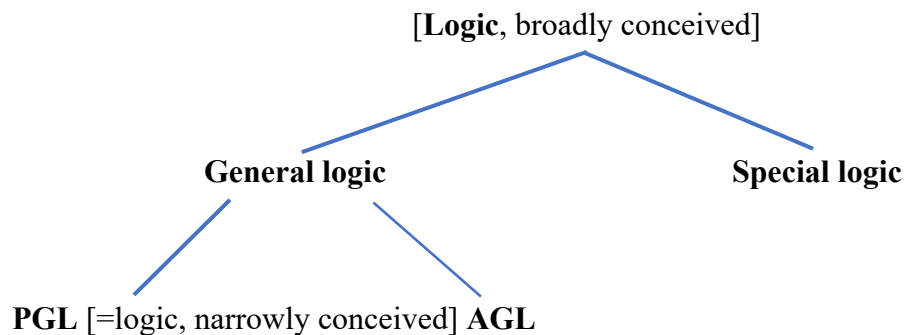 [Logic, broadly conceived]
General logic Special logic
PGL [=logic, narrowly conceived] AGL